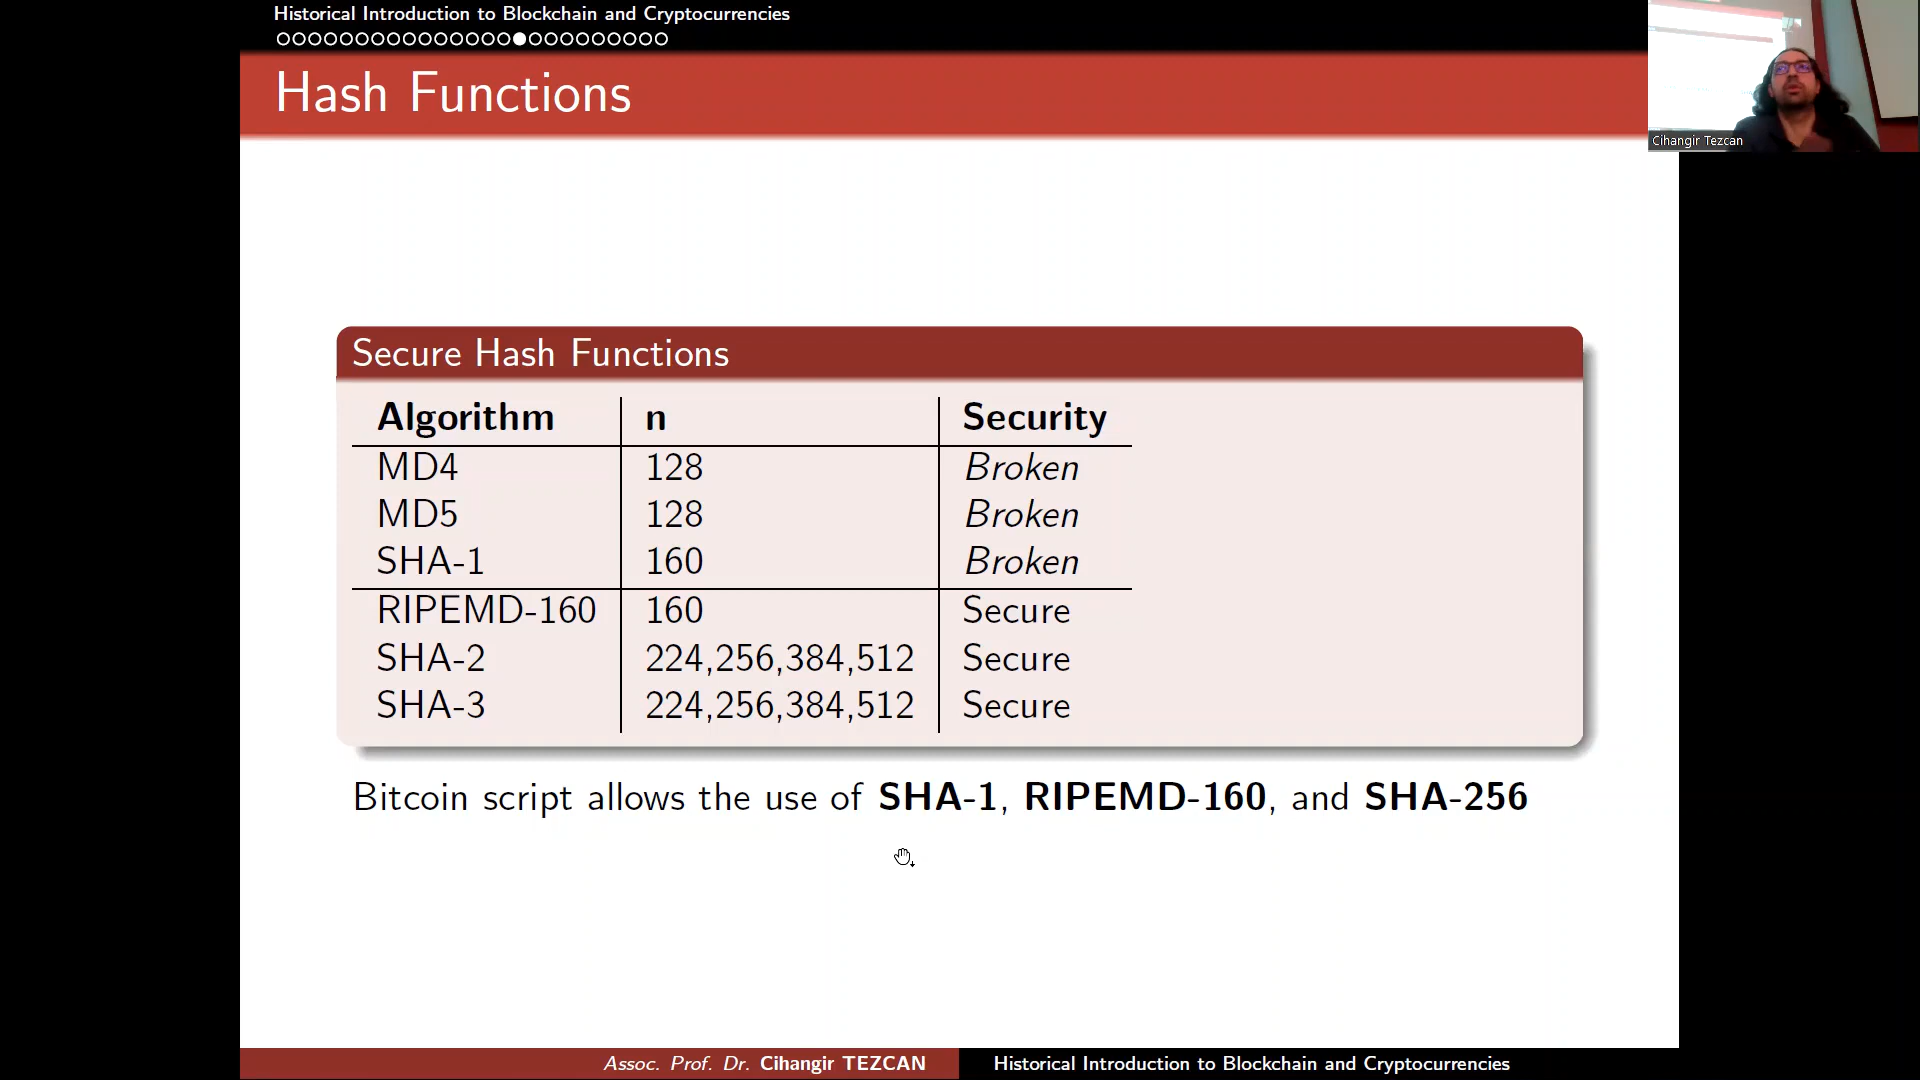 Historical Introduction to Blockchain and Cryptocurrencies
Hash Functions
Cihangir Tezcan
Secure Hash Functions
Algorithm n Security
MD4 128 Broken
MD5 128 Broken
SHA-1 160 Broken
RIPEMD-160 160 Secure
SHA-2 224,256,384,512 Secure
SHA-3 224,256,384,512 Secure
Bitcoin script allows the use of SHA-1, RIPEMD-160, and SHA-256
Assoc. Prof. Dr. Cihangir TEZCAN Historical Introduction to Blockchain and Cryptocurrencies